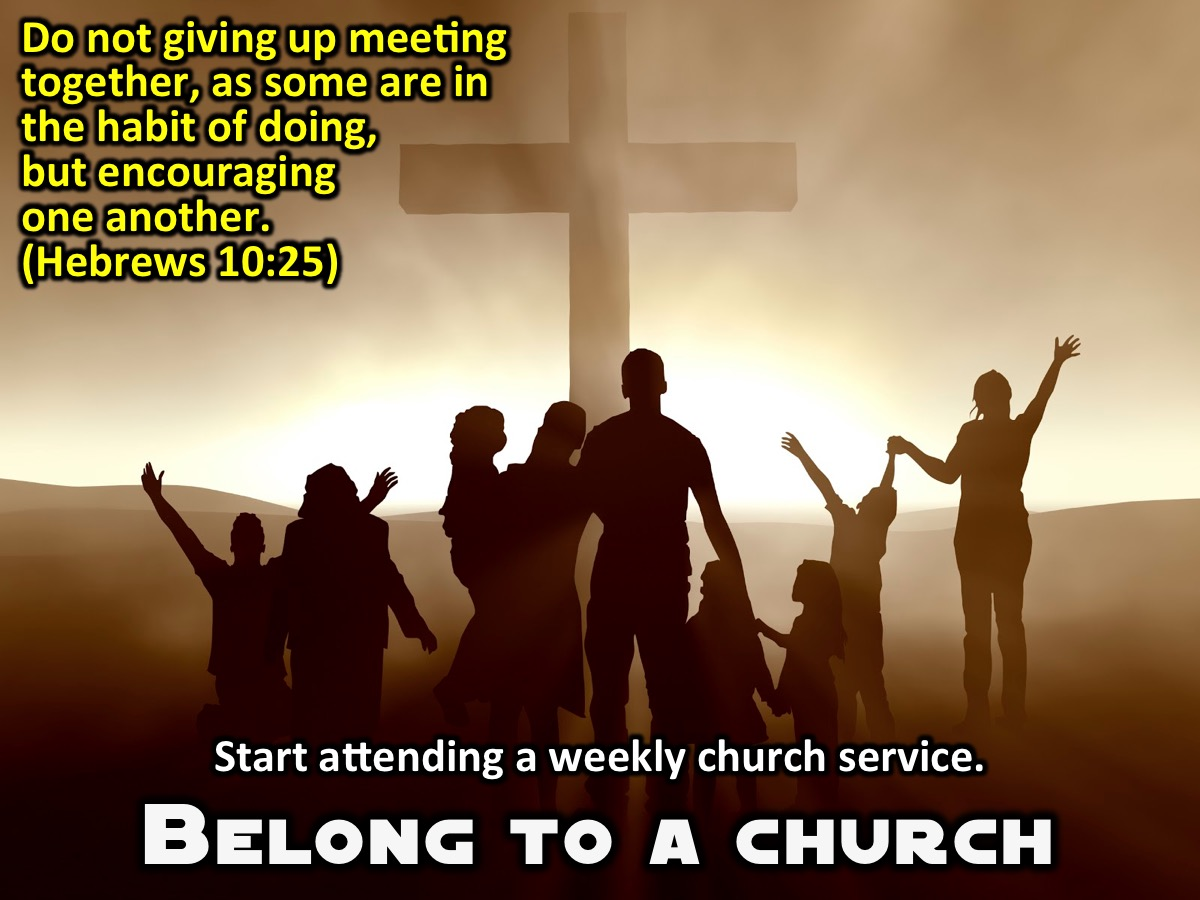 Do not giving up meeting
together, as some are in
the habit of doing,
but encouraging
one another.
(Hebrews 10:25)
Start attending a weekly church service.
Belong to a church